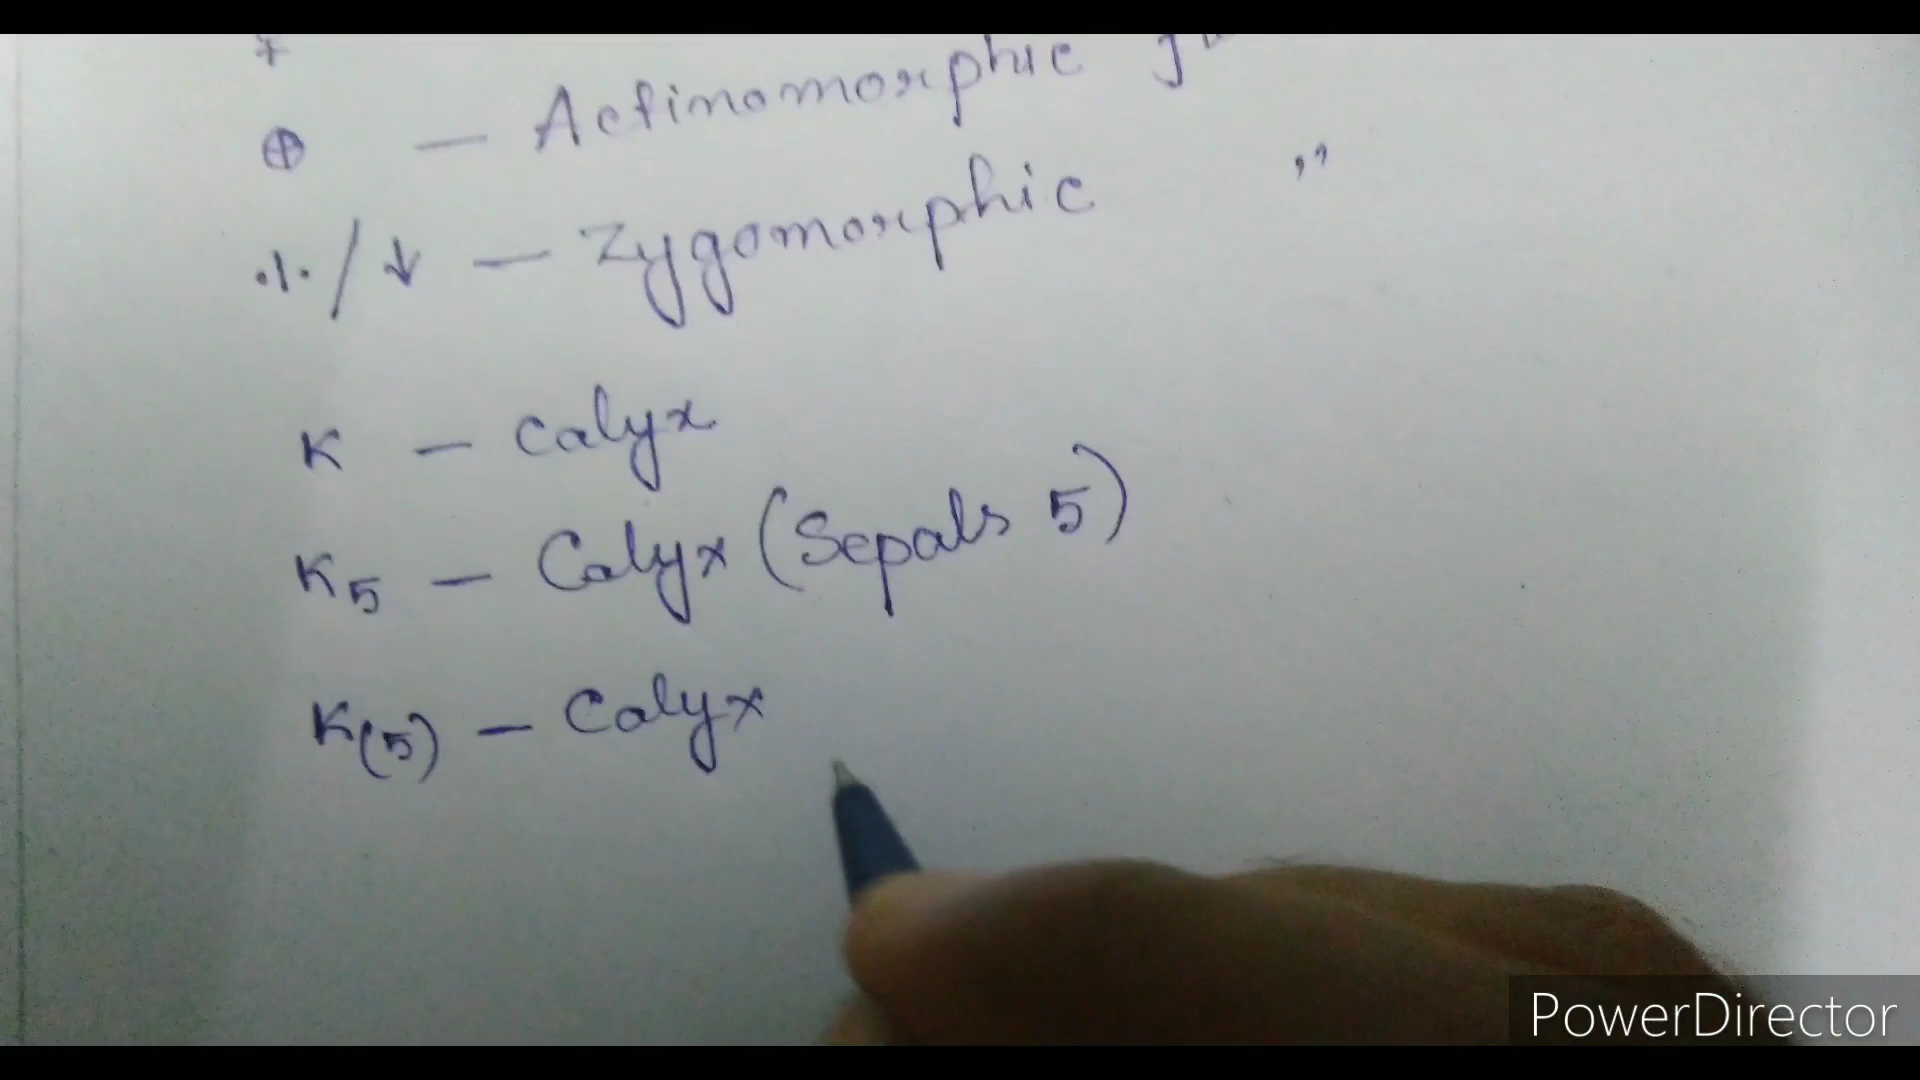 ⊕ — Actinomorphic
·/· / ↓ — Zygomorphic ,,
K — Calyx
K5 — Calyx (Sepals 5)
K(5) — Calyx
PowerDirector